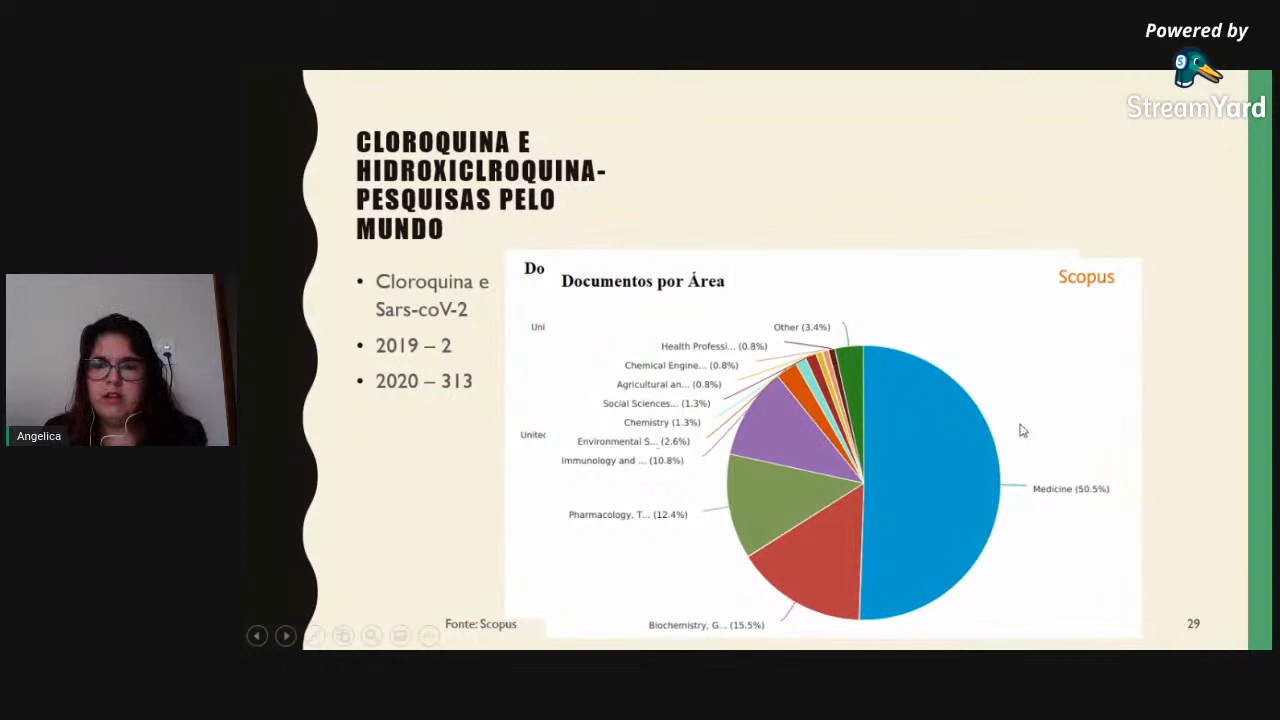 Powered by
StreamYard
CLOROQUINA E
HIDROXICLROQUINA-
PESQUISAS PELO
MUNDO
• Cloroquina e
Sars-coV-2
• 2019 – 2
• 2020 – 313
Do
Documentos por Área
Scopus
Uni
Other (3.4%)
Health Professi... (0.8%)
Chemical Engine... (0.8%)
Agricultural an... (0.8%)
Social Sciences... (1.3%)
Chemistry (1.3%)
United
Environmental S... (2.6%)
Immunology and ... (10.8%)
Medicine (50.5%)
Pharmacology, T... (12.4%)
Biochemistry, G... (15.5%)
Fonte: Scopus
29
Angelica